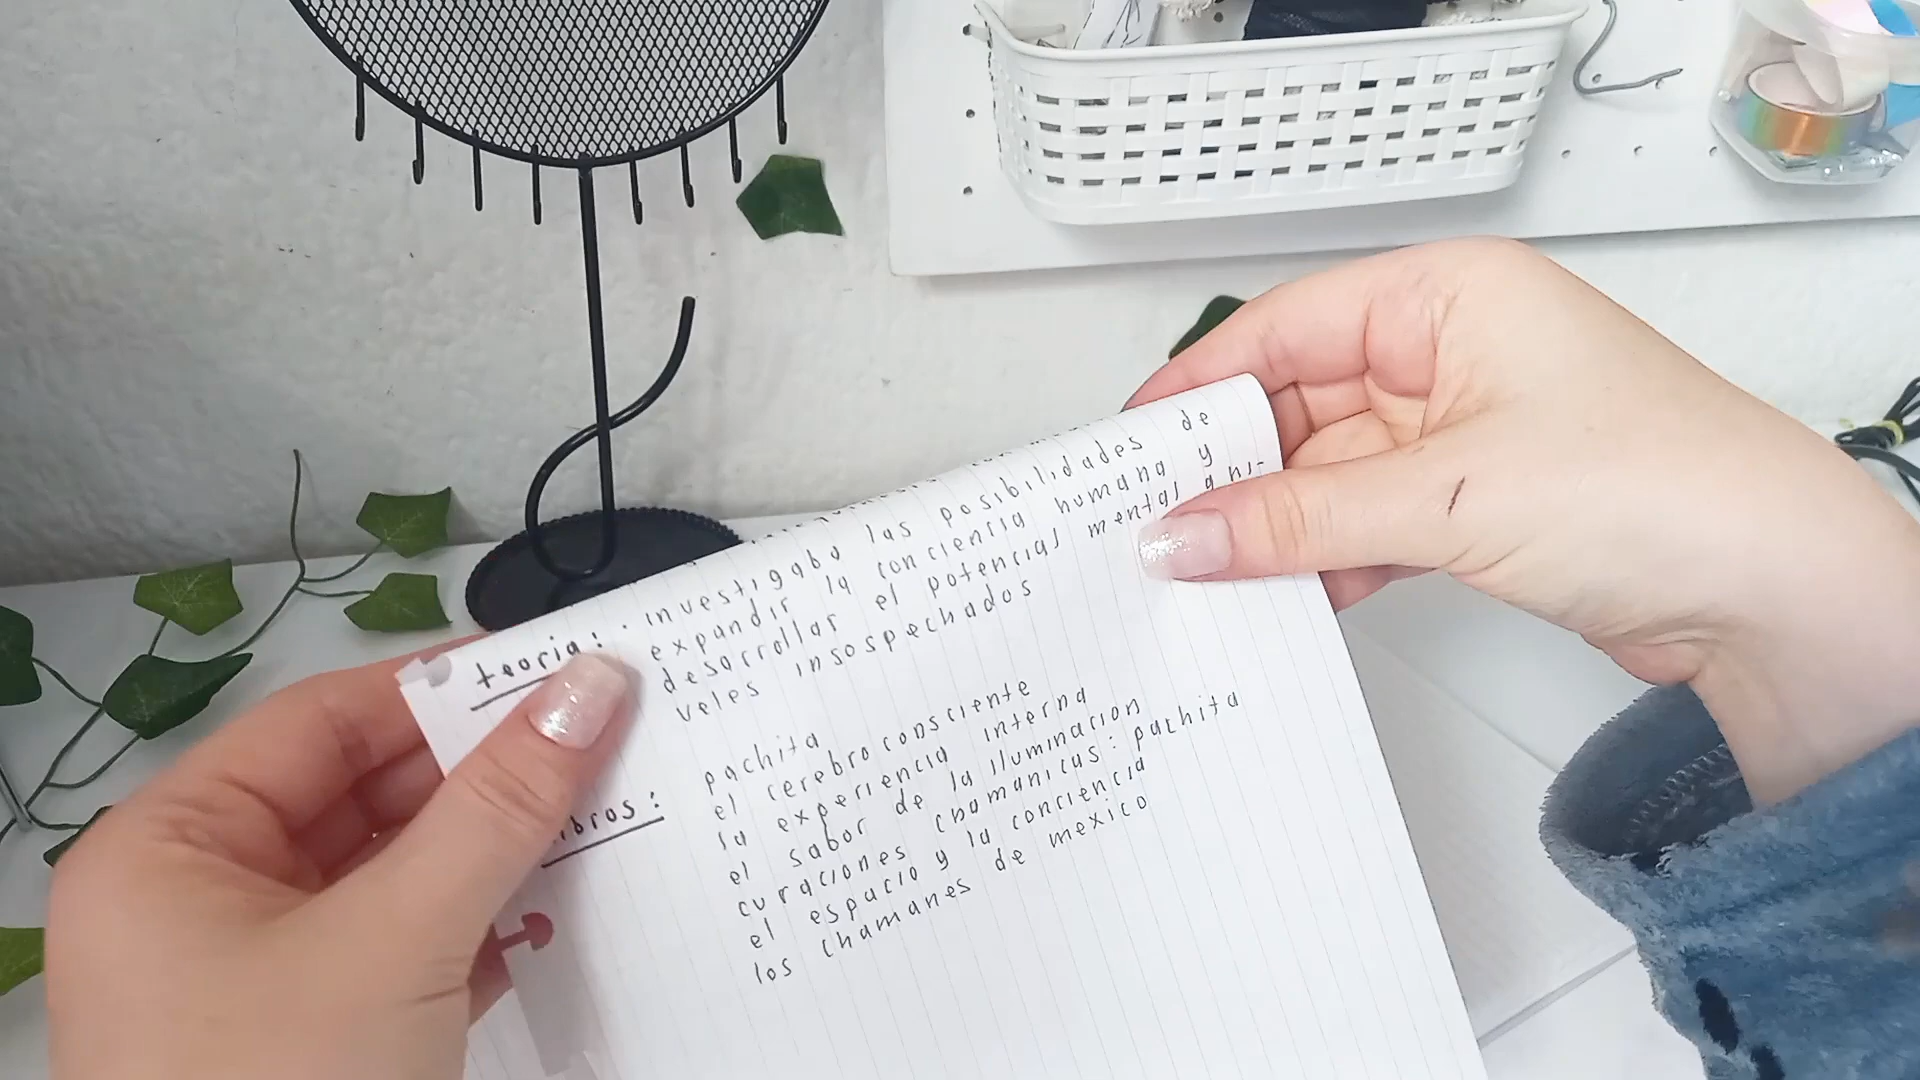 teoria: · investigaba las posibilidades de
expandir la conciencia humana y
desarrollar el potencial mental a ni-
veles insospechados
pachita
el cerebro consciente
la experiencia interna
el sabor de la iluminacion
libros: curaciones chamanicas: pachita
el espacio y la conciencia
los chamanes de mexico